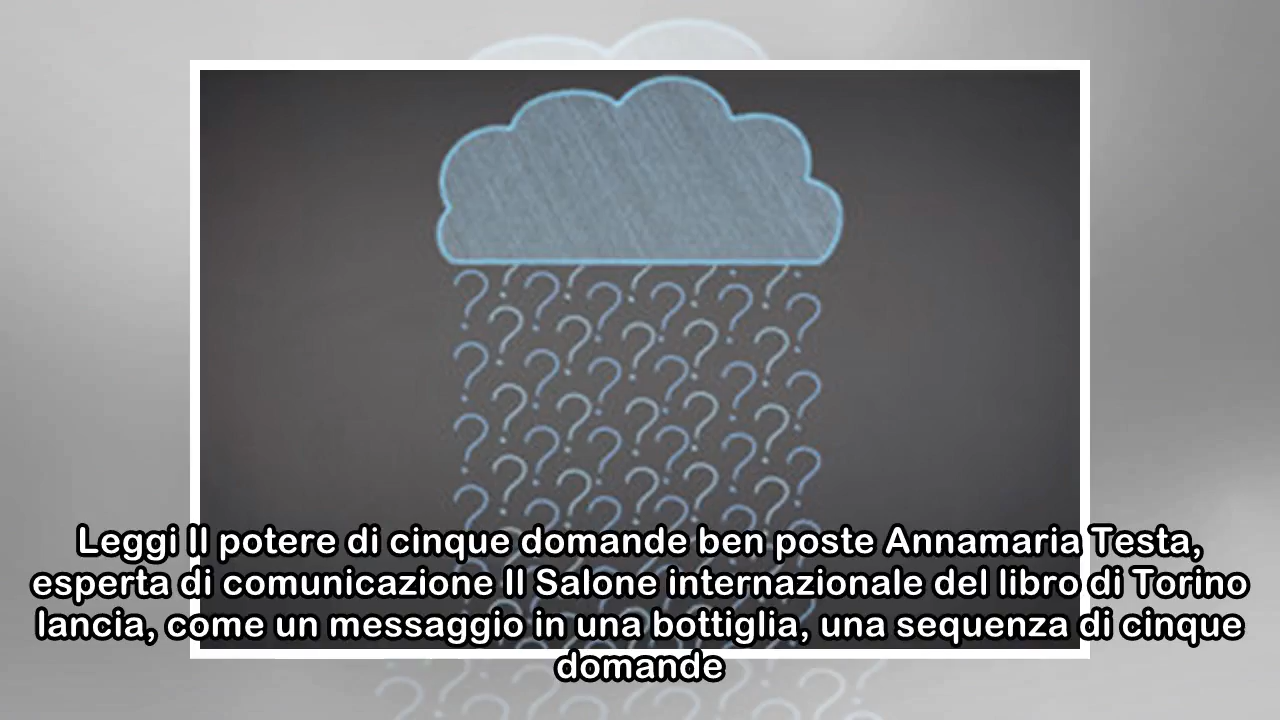 Leggi Il potere di cinque domande ben poste Annamaria Testa,
esperta di comunicazione Il Salone internazionale del libro di Torino
lancia, come un messaggio in una bottiglia, una sequenza di cinque
domande